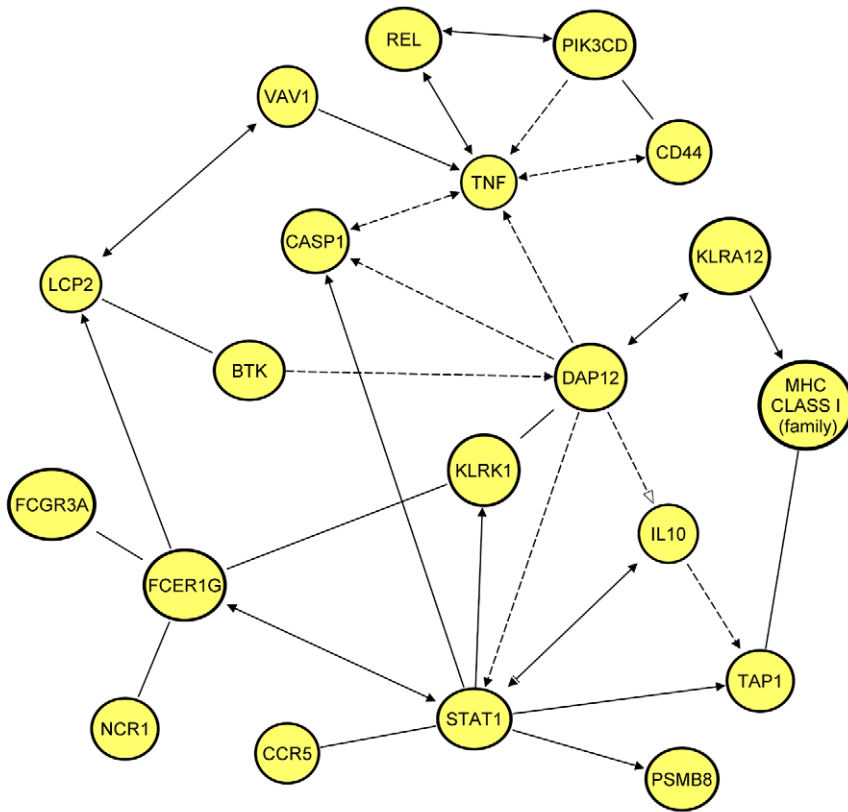 REL
PIK3CD
VAV1
CD44
TNF
CASP1
KLRA12
LCP2
BTK
DAP12
MHC
CLASS I
(family)
KLRK1
FCGR3A
IL10
FCER1G
TAP1
STAT1
NCR1
CCR5
PSMB8